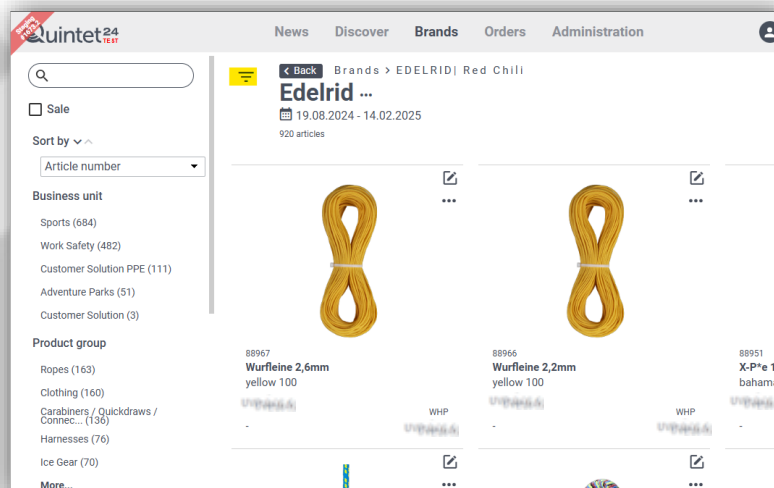 Staging
Quintet24
TEST
News Discover Brands Orders Administration
Back Brands > EDELRID| Red Chili
Edelrid ...
19.08.2024 - 14.02.2025
920 articles
Sale
Sort by
Article number
Business unit
Sports (684)
Work Safety (482)
Customer Solution PPE (111)
Adventure Parks (51)
Customer Solution (3)
Product group
Ropes (163)
Clothing (160)
Carabiners / Quickdraws /
Connec... (136)
Harnesses (76)
Ice Gear (70)
More...
88967
Wurfleine 2,6mm
yellow 100
WHP
-
88966
Wurfleine 2,2mm
yellow 100
WHP
-
88951
X-P*e 1
bahama
-